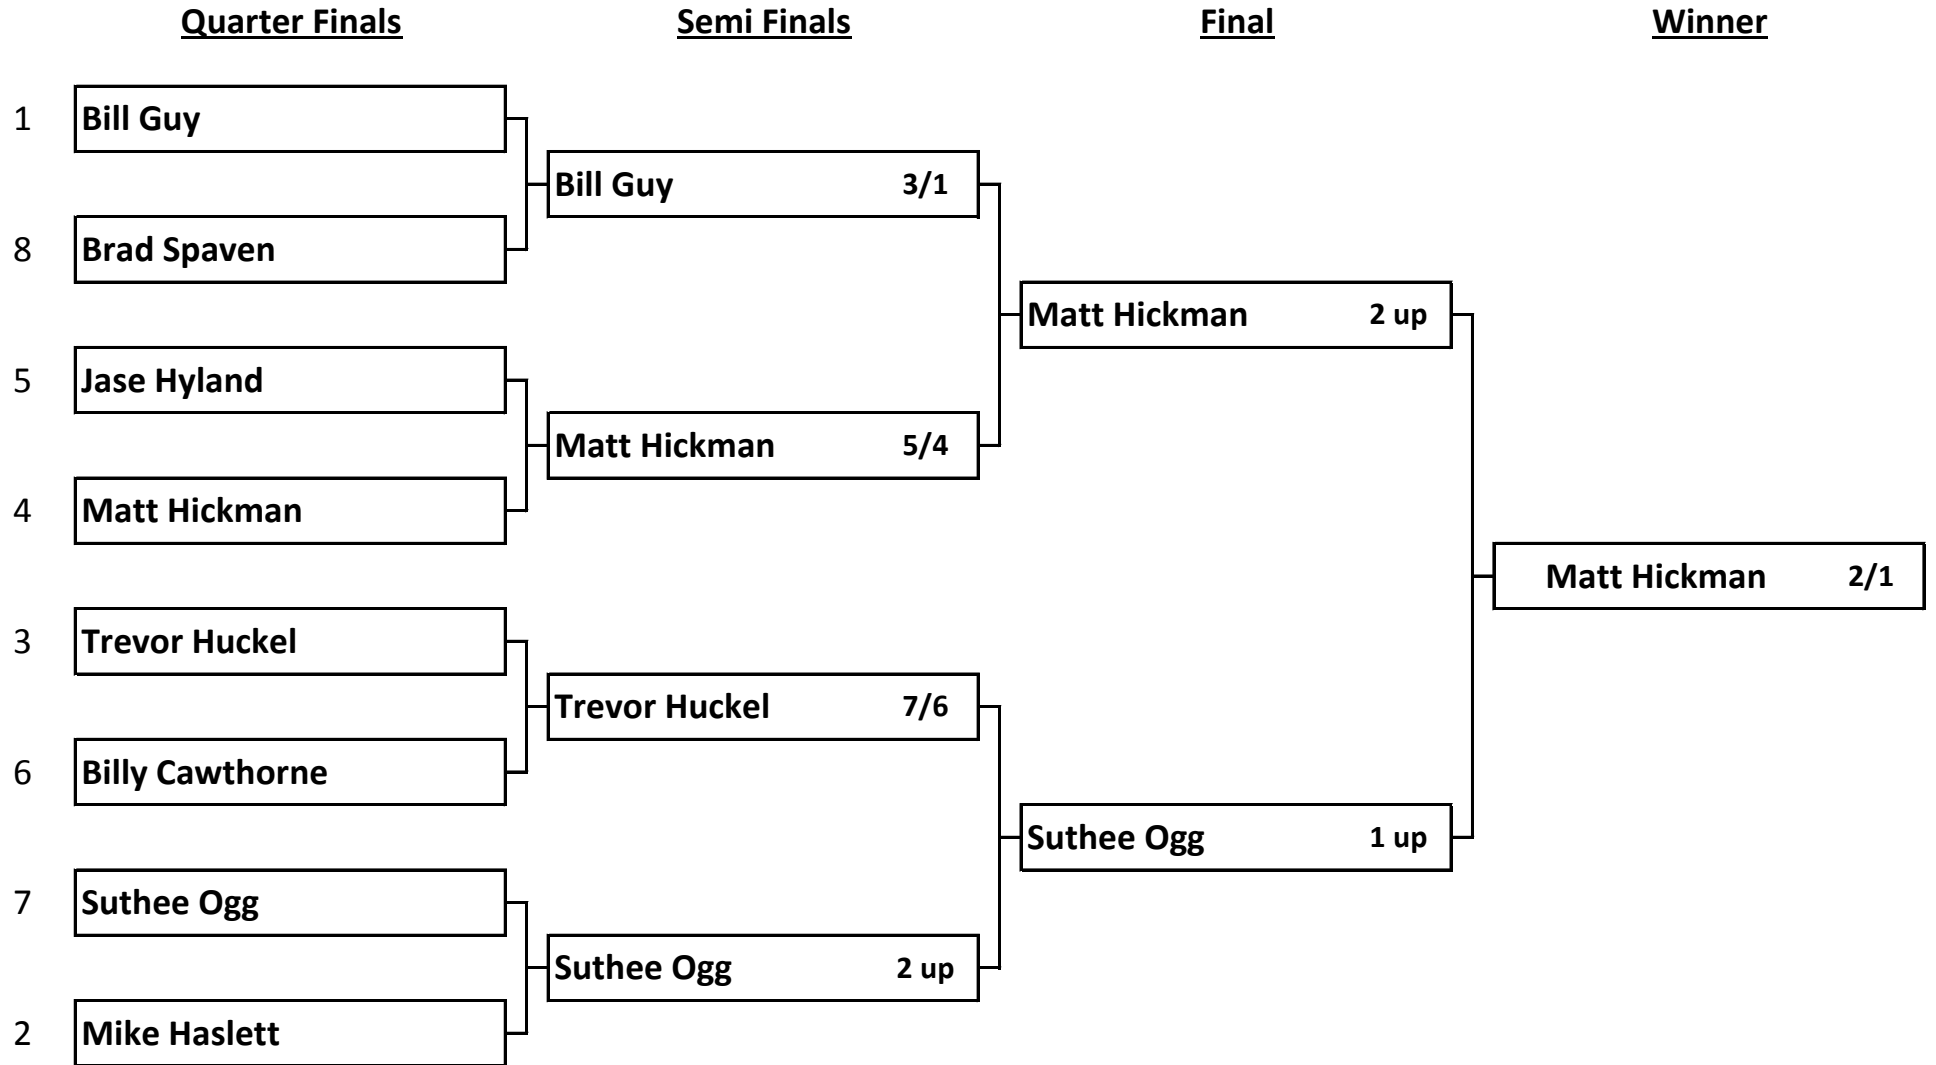 Quarter Finals Semi Finals Final Winner
1 Bill Guy
Bill Guy 3/1
8 Brad Spaven
Matt Hickman 2 up
5 Jase Hyland
Matt Hickman 5/4
4 Matt Hickman
Matt Hickman 2/1
3 Trevor Huckel
Trevor Huckel 7/6
6 Billy Cawthorne
Suthee Ogg 1 up
7 Suthee Ogg
Suthee Ogg 2 up
2 Mike Haslett